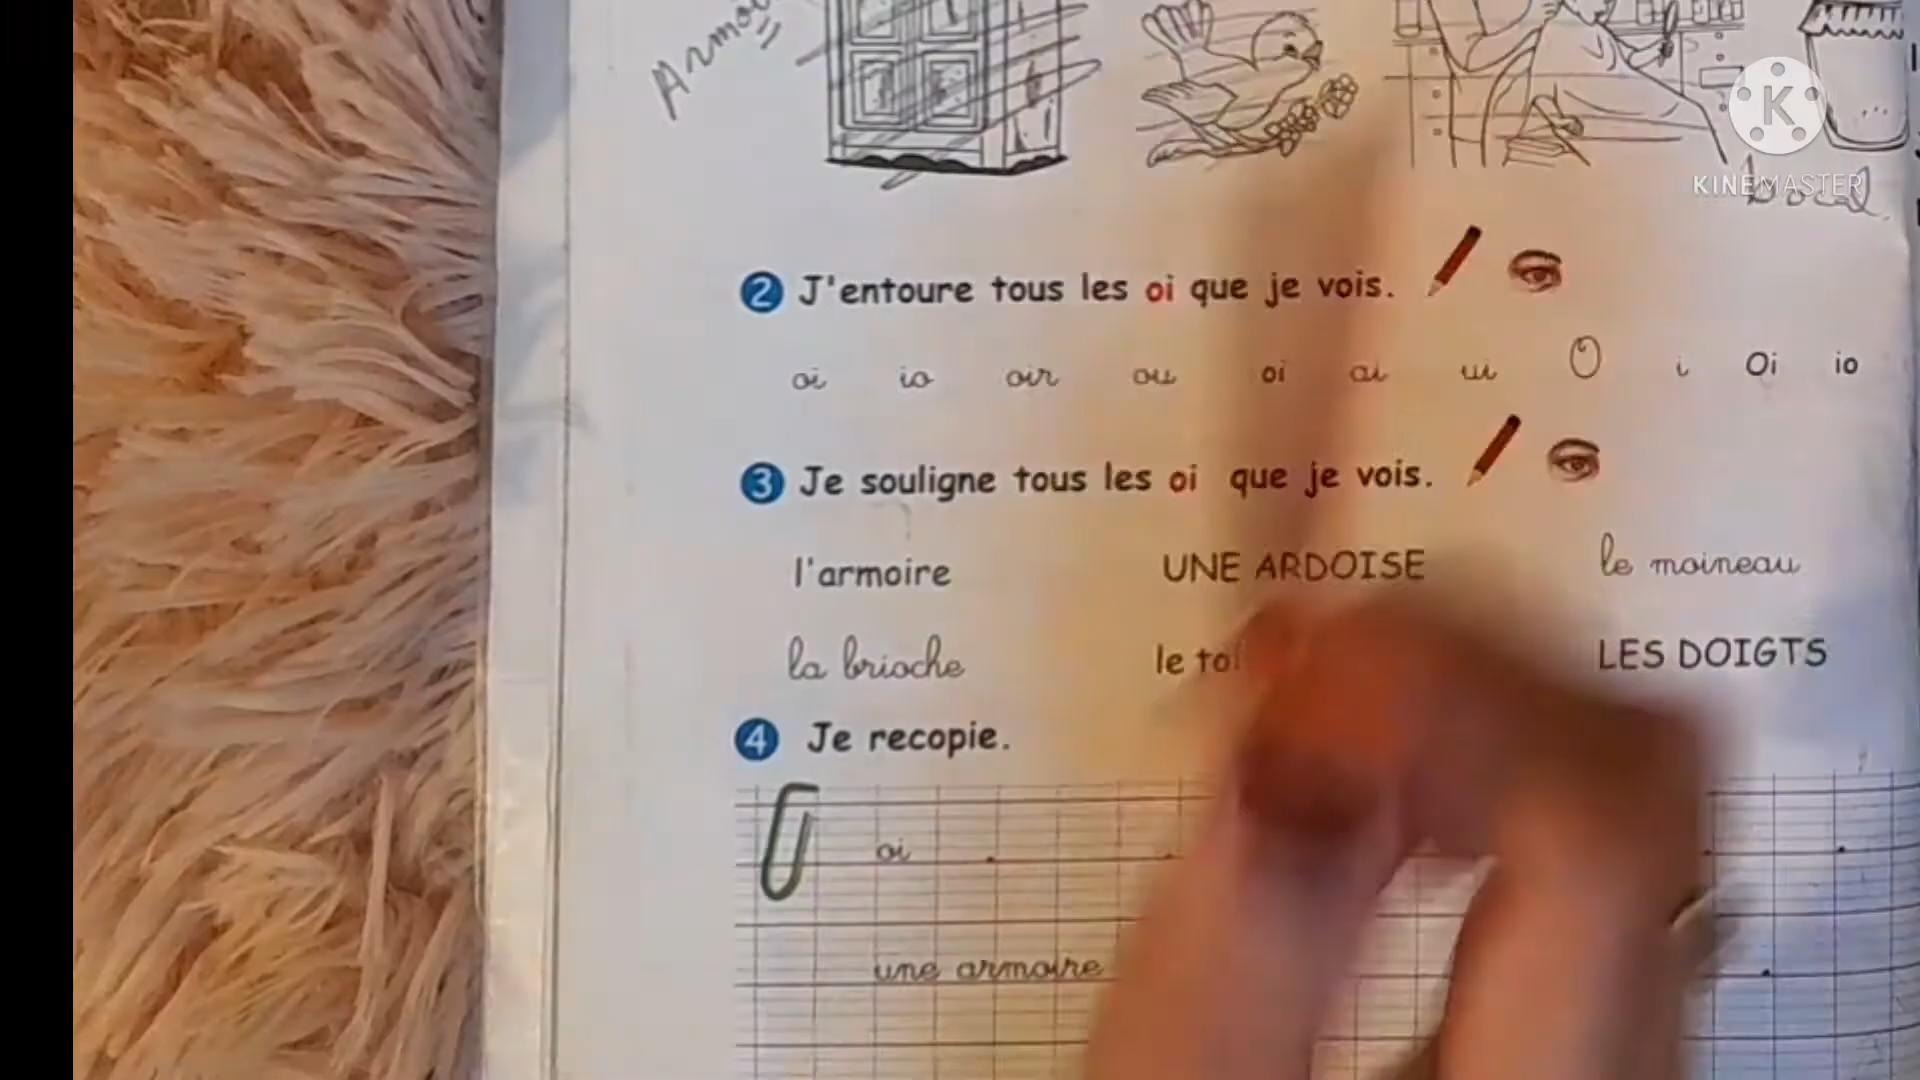 KINEMASTER
bocal
2 J'entoure tous les oi que je vois.
oi io oir ou oi ai ui O i Oi io
3 Je souligne tous les oi que je vois.
l'armoire UNE ARDOISE le moineau
la brioche le LES DOIGTS
4 Je recopie.
oi
une armoire